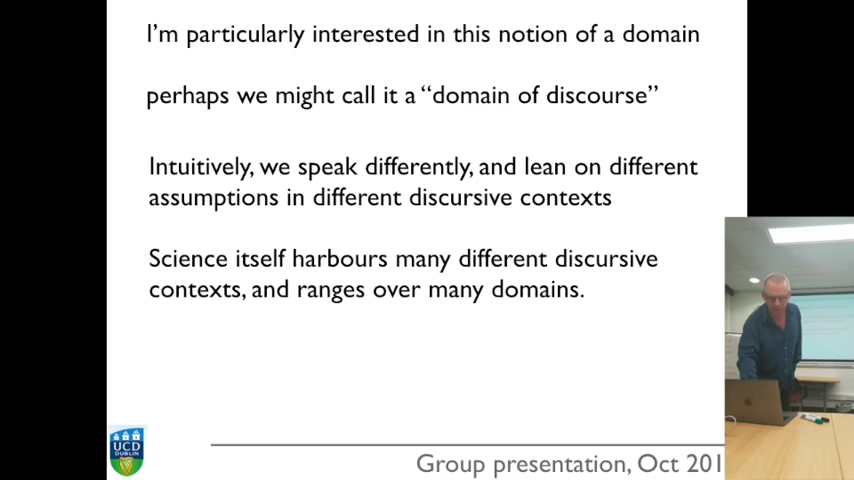 I'm particularly interested in this notion of a domain
perhaps we might call it a “domain of discourse”
Intuitively, we speak differently, and lean on different
assumptions in different discursive contexts
Science itself harbours many different discursive
contexts, and ranges over many domains.
UCD
DUBLIN
Group presentation, Oct 201